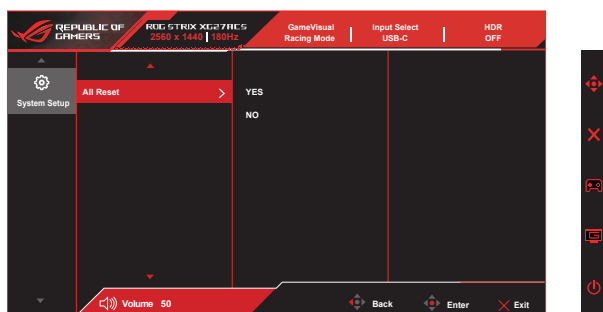 REPUBLIC OF
GAMERS
ROG STRIX XG27ACS
2560 x 1440 180Hz
GameVisual
Racing Mode
Input Select
USB-C
HDR
OFF
System Setup
All Reset
YES
NO
Volume 50
Back
Enter
Exit